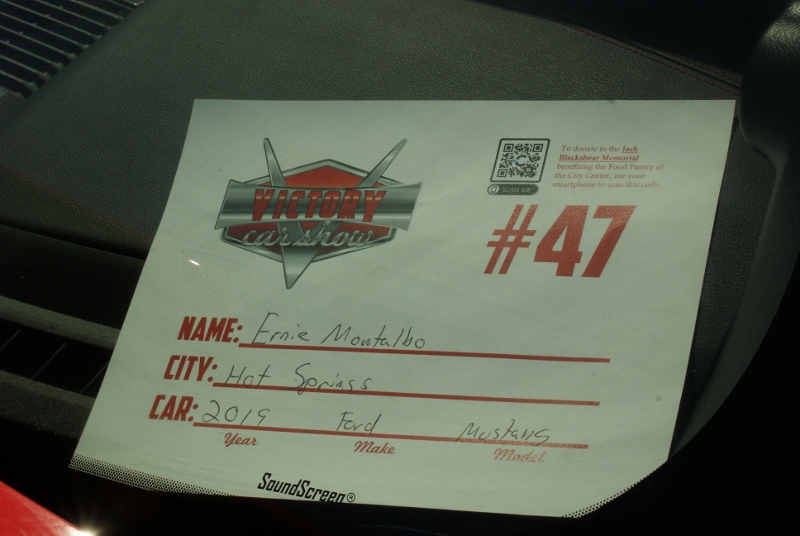 VICTORY
car show
To donate to the Jack
Blackshear Memorial
benefiting the Food Pantry of
the City Center, use your
smartphone to scan this code.
SCAN ME
#47
NAME: Ernie Montalbo
CITY: Hot Springs
CAR: 2019 Ford Mustang
Year Make Model
SoundScreen®